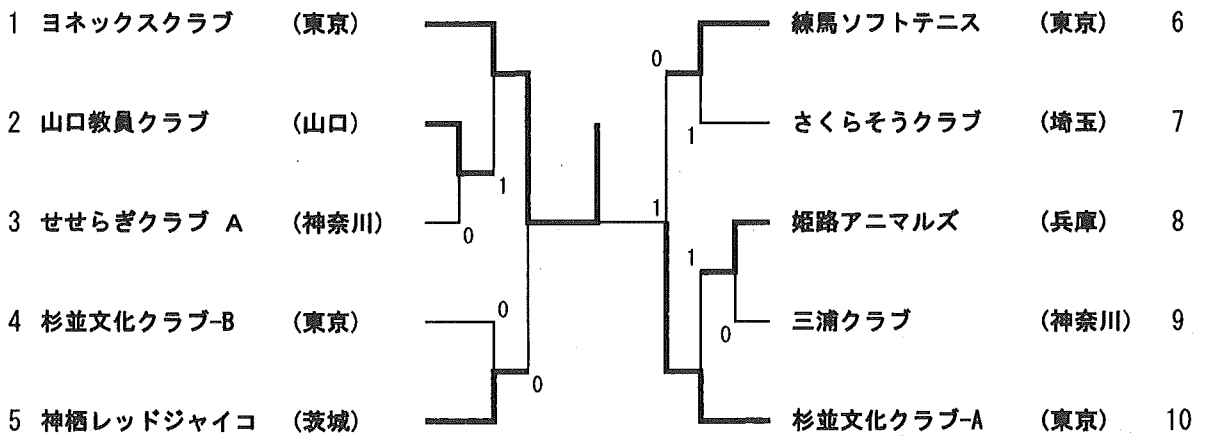 1 ヨネックスクラブ (東京)
練馬ソフトテニス (東京) 6
0
2 山口教員クラブ (山口)
さくらそうクラブ (埼玉) 7
1
1
3 せせらぎクラブ A (神奈川)
0
1
姫路アニマルズ (兵庫) 8
1
4 杉並文化クラブ-B (東京)
0
三浦クラブ (神奈川) 9
0
0
5 神栖レッドジャイコ (茨城)
杉並文化クラブ-A (東京) 10